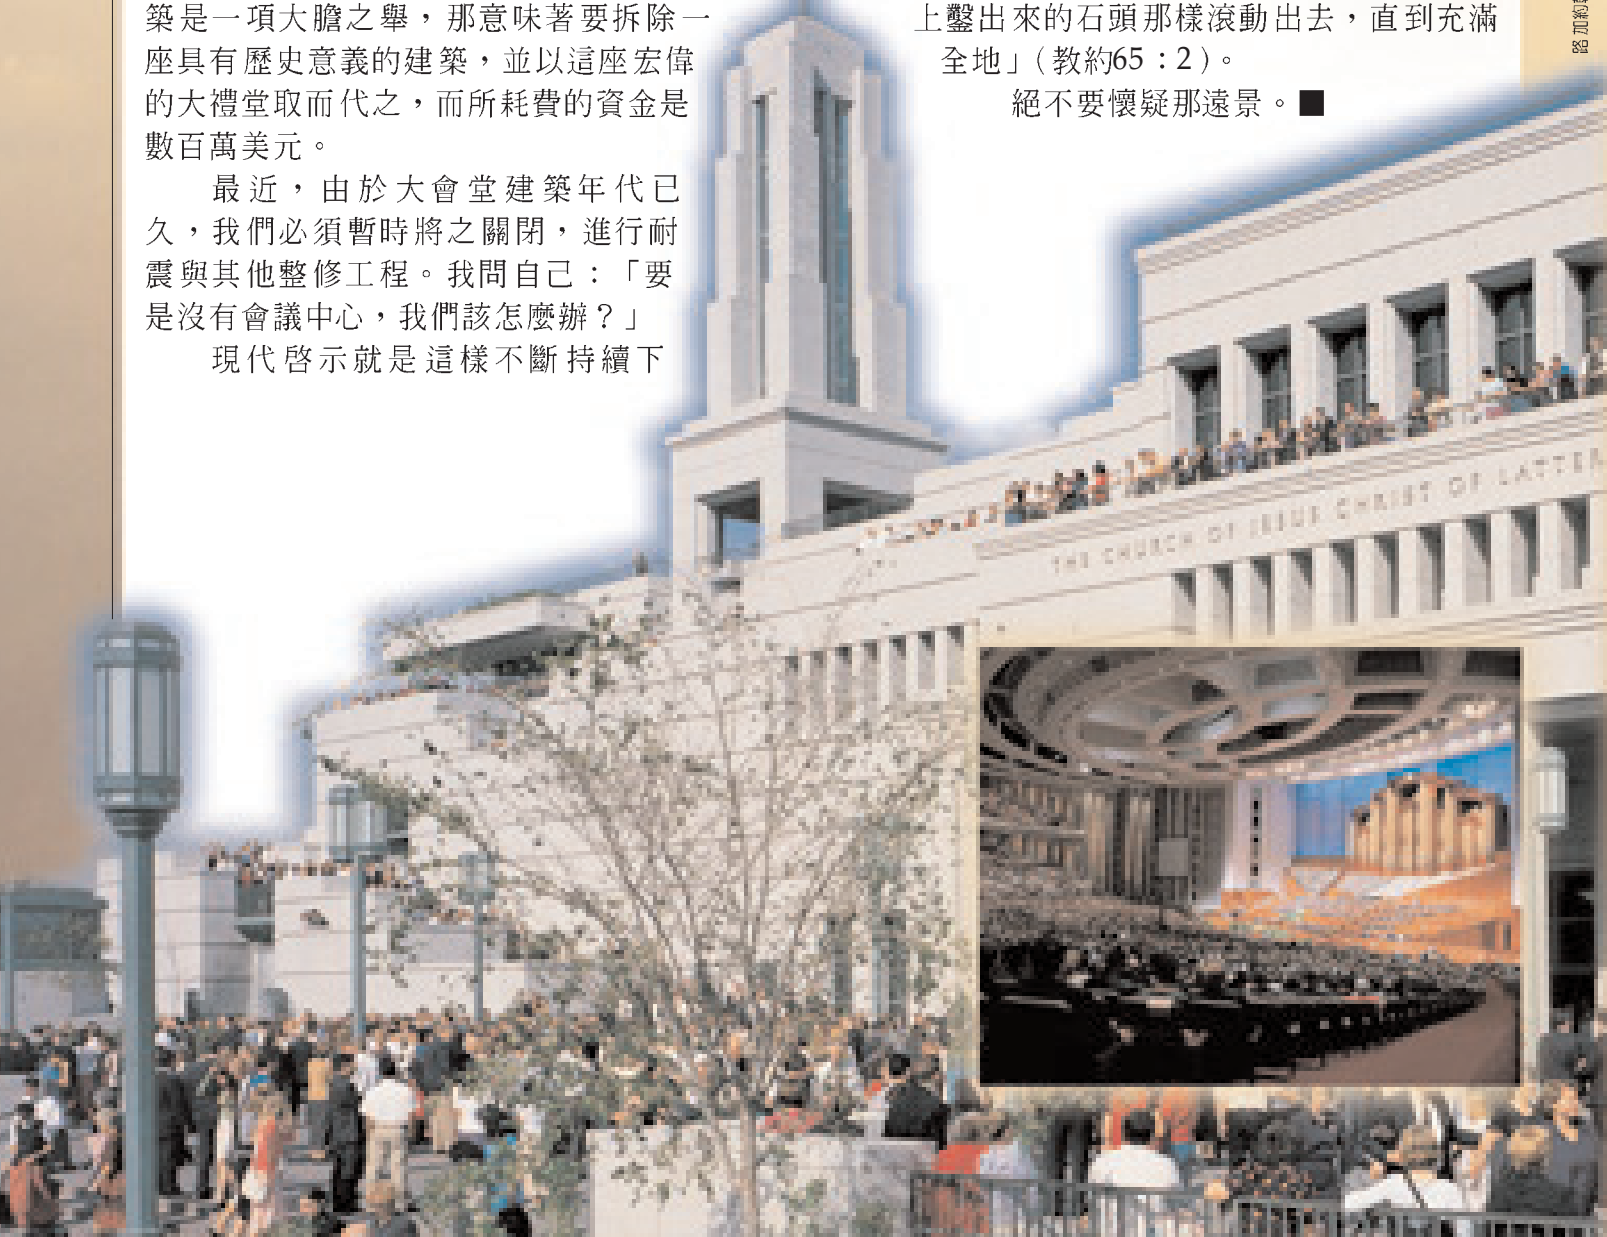 築是一項大膽之舉，那意味著要拆除一
座具有歷史意義的建築，並以這座宏偉
的大禮堂取而代之，而所耗費的資金是
數百萬美元。
最近，由於大會堂建築年代已
久，我們必須暫時將之關閉，進行耐
震與其他整修工程。我問自己：「要
是沒有會議中心，我們該怎麼辦？」
現代啓示就是這樣不斷持續下
上鑿出來的石頭那樣滾動出去，直到充滿
全地」（教約65：2）。
絕不要懷疑那遠景。■
THE CHURCH OF JESUS CHRIST OF LATTER